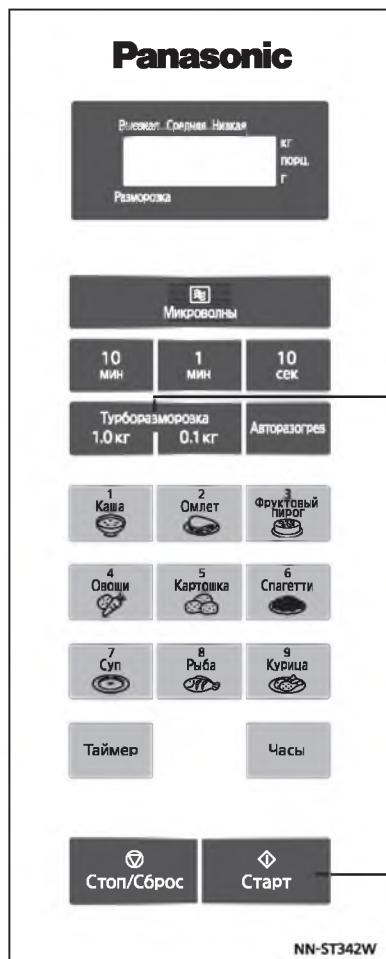 Panasonic
Высокая Средняя Низкая
кг
порц.
г
Разморозка
Микроволны
10 мин
1 мин
10 сек
Турборазморозка
1.0 кг 0.1 кг
Авторазогрев
1 Каша
2 Омлет
3 Фруктовый пирог
4 Овощи
5 Картошка
6 Спагетти
7 Суп
8 Рыба
9 Курица
Таймер
Часы
Стоп/Сброс
Старт
NN-ST342W